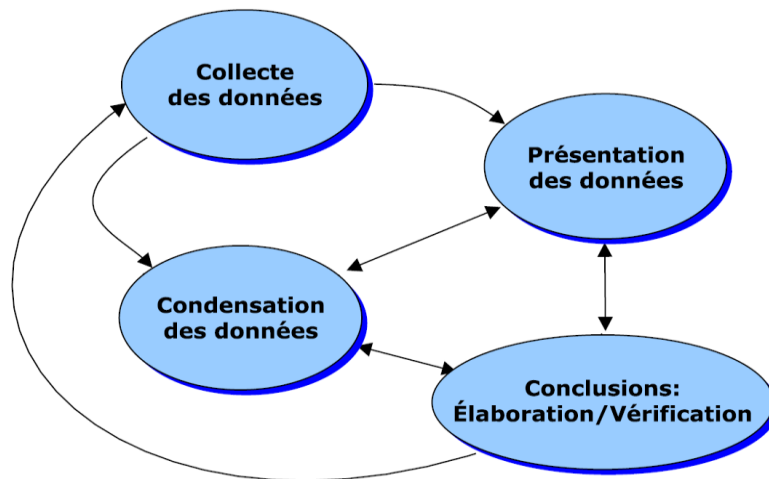 Collecte
des données
Présentation
des données
Condensation
des données
Conclusions:
Élaboration/Vérification